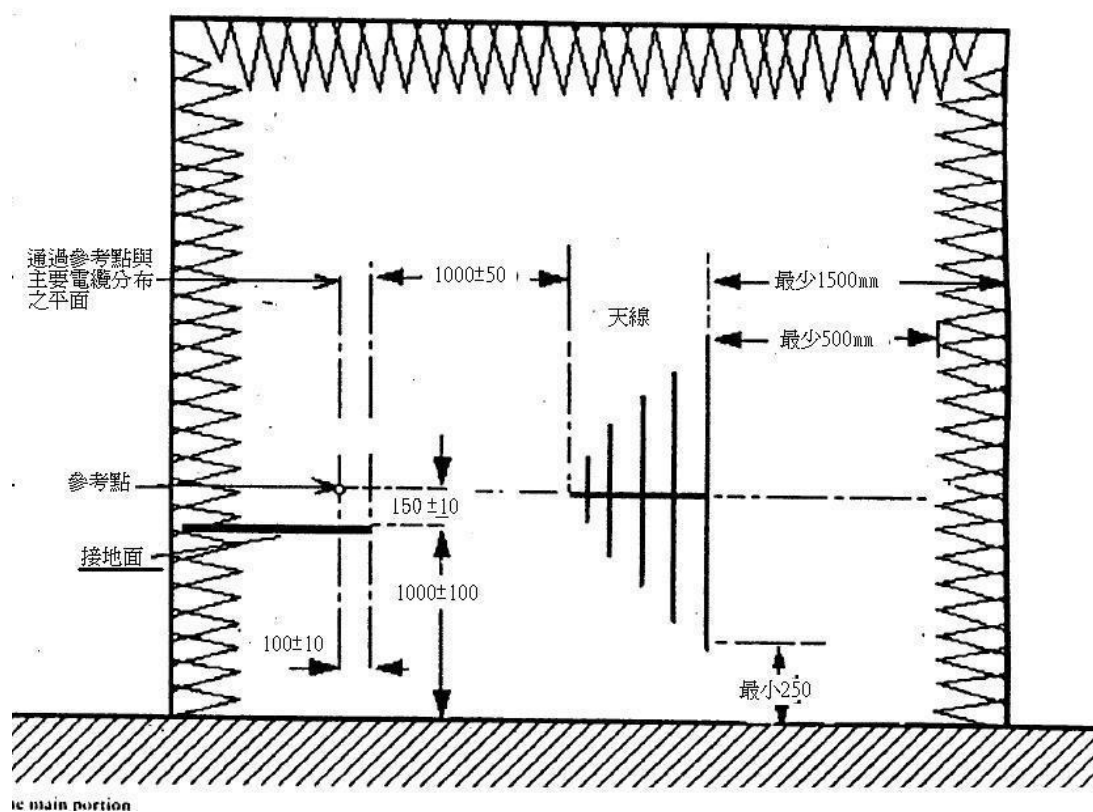 通過參考點與
主要電纜分布
之平面
1000±50
最少1500mm
天線
最少500mm
參考點
150±10
接地面
1000±100
100±10
最小250
ne main portion